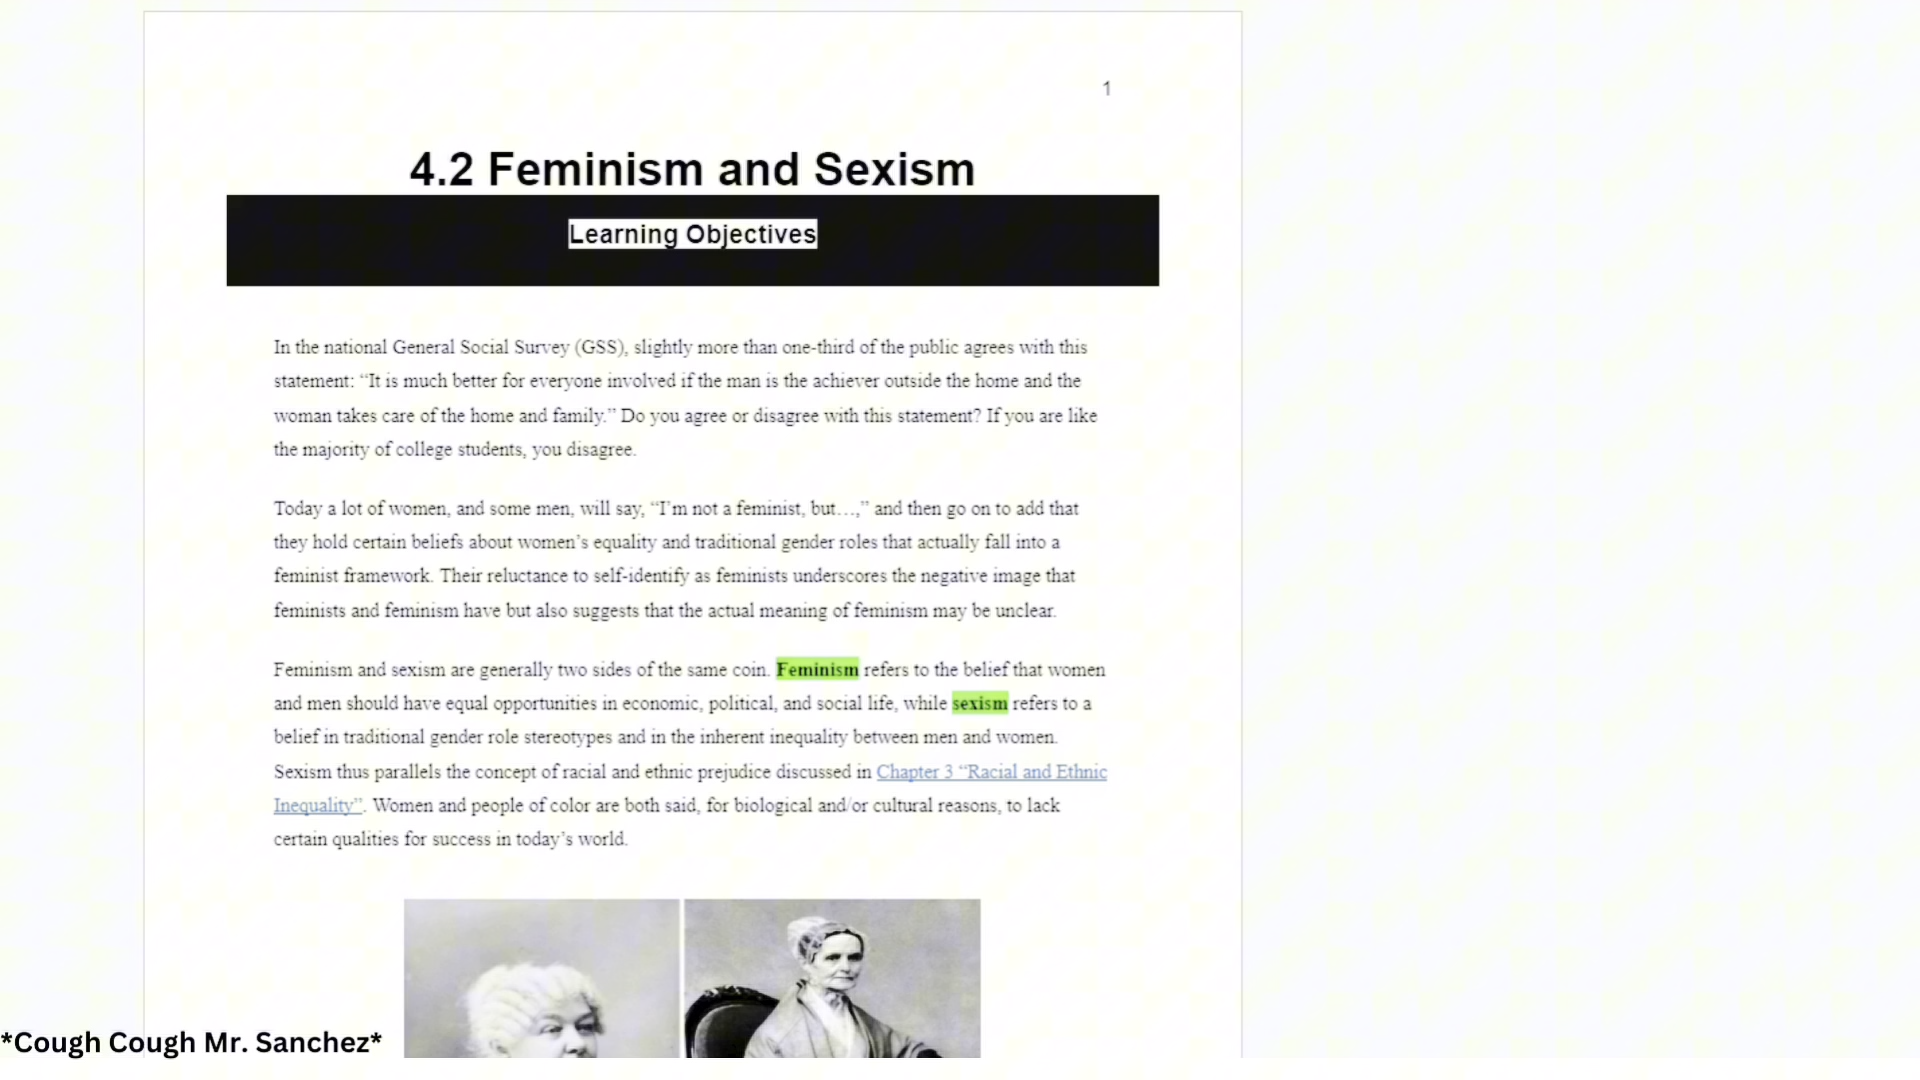 1
4.2 Feminism and Sexism
Learning Objectives
In the national General Social Survey (GSS), slightly more than one-third of the public agrees with this
statement: “It is much better for everyone involved if the man is the achiever outside the home and the
woman takes care of the home and family.” Do you agree or disagree with this statement? If you are like
the majority of college students, you disagree.
Today a lot of women, and some men, will say, “I’m not a feminist, but…,” and then go on to add that
they hold certain beliefs about women’s equality and traditional gender roles that actually fall into a
feminist framework. Their reluctance to self-identify as feminists underscores the negative image that
feminists and feminism have but also suggests that the actual meaning of feminism may be unclear.
Feminism and sexism are generally two sides of the same coin. Feminism refers to the belief that women
and men should have equal opportunities in economic, political, and social life, while sexism refers to a
belief in traditional gender role stereotypes and in the inherent inequality between men and women.
Sexism thus parallels the concept of racial and ethnic prejudice discussed in Chapter 3 “Racial and Ethnic
Inequality”. Women and people of color are both said, for biological and/or cultural reasons, to lack
certain qualities for success in today’s world.
*Cough Cough Mr. Sanchez*